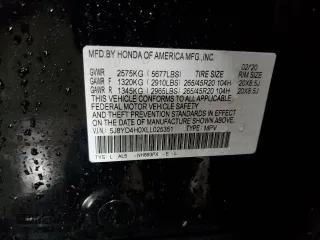 MFD.BY HONDA OF AMERICA MFG.,INC. 02/20
GVWR 2575KG (5677LBS) RIM SIZE
GAWR F 1320KG (2910LBS) 265/45R20 104H 20X8.5J
GAWR R 1345KG (2965LBS) 265/45R20 104H 20X8.5J
THIS VEHICLE CONFORMS TO ALL APPLICABLE
FEDERAL MOTOR VEHICLE SAFETY AND
THEFT PREVENTION STANDARDS IN EFFECT ON
THE DATE OF MANUFACTURE SHOWN ABOVE.
TYPE: MPV